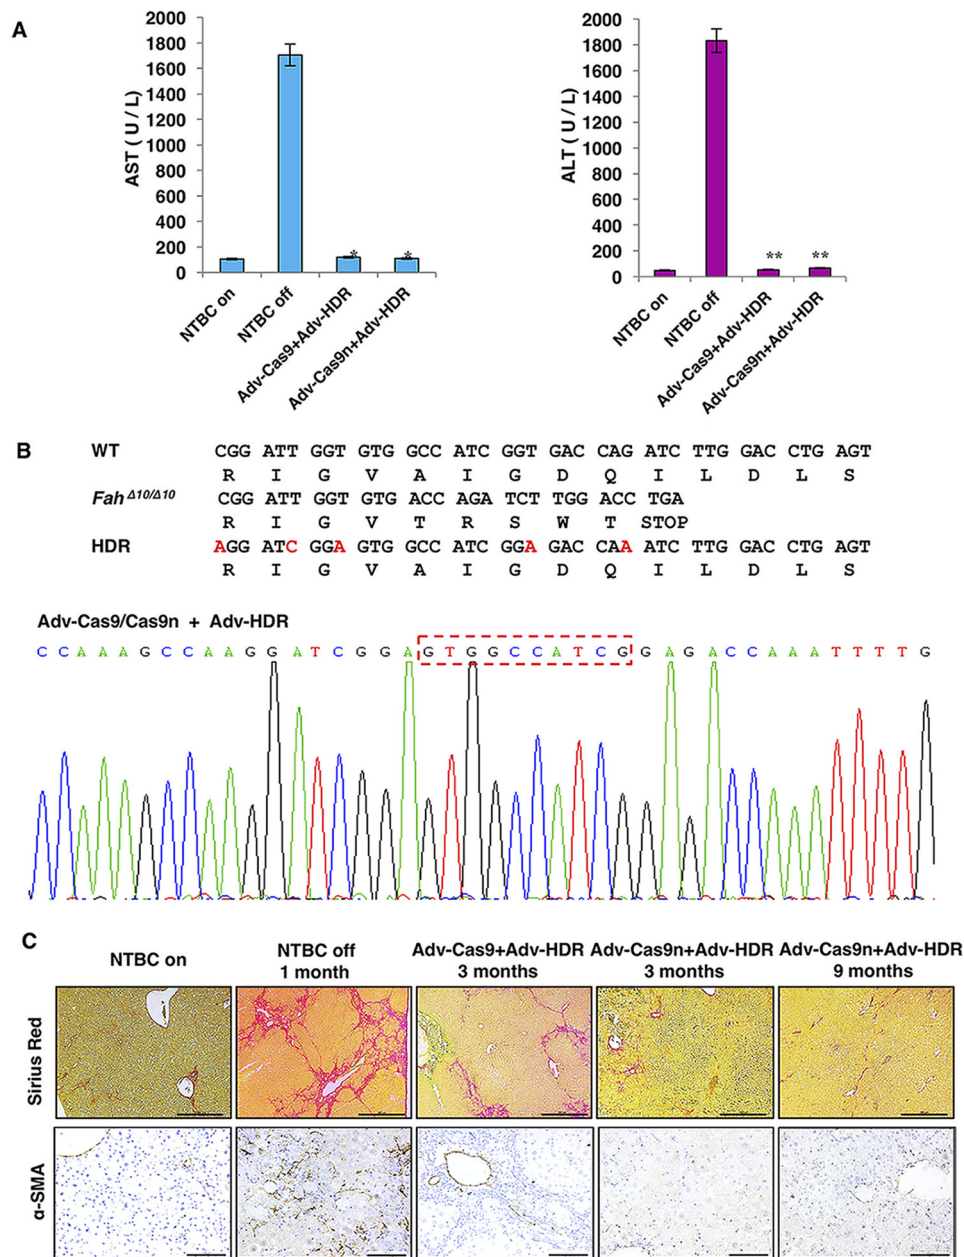 A
2000
1800
1600
1400
1200
1000
800
600
400
200
0
AST ( U / L )
*
*
NTBC on
NTBC off
Adv-Cas9+Adv-HDR
Adv-Cas9n+Adv-HDR
2000
1800
1600
1400
1200
1000
800
600
400
200
0
ALT ( U / L )
**
**
NTBC on
NTBC off
Adv-Cas9+Adv-HDR
Adv-Cas9n+Adv-HDR
B
WT CGG ATT GGT GTG GCC ATC GGT GAC CAG ATC TTG GAC CTG AGT
R I G V A I G D Q I L D L S
Fah Δ10/Δ10 CGG ATT GGT GTG ACC AGA TCT TGG ACC TGA
R I G V T R S W T STOP
HDR AGG ATC GGA GTG GCC ATC GGA GAC CAA ATC TTG GAC CTG AGT
R I G V A I G D Q I L D L S
Adv-Cas9/Cas9n + Adv-HDR
C C A A A G C C A A G G A T C G G A G T G G C C A T C G G A G A C C A A A T T T T G
C
NTBC on
NTBC off
1 month
Adv-Cas9+Adv-HDR
3 months
Adv-Cas9n+Adv-HDR
3 months
Adv-Cas9n+Adv-HDR
9 months
Sirius Red
α-SMA